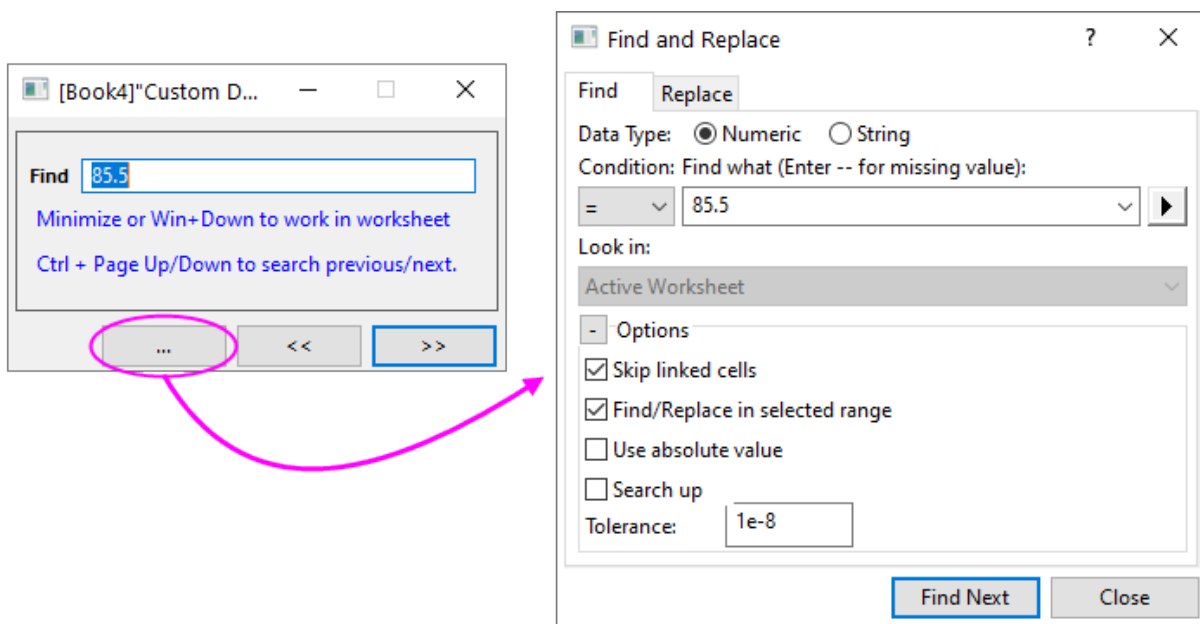 [Book4]"Custom D...
Find 85.5
Minimize or Win+Down to work in worksheet
Ctrl + Page Up/Down to search previous/next.
... << >>
Find and Replace ?
Find Replace
Data Type: Numeric String
Condition: Find what (Enter -- for missing value):
= 85.5
Look in:
Active Worksheet
- Options
Skip linked cells
Find/Replace in selected range
Use absolute value
Search up
Tolerance: 1e-8
Find Next Close